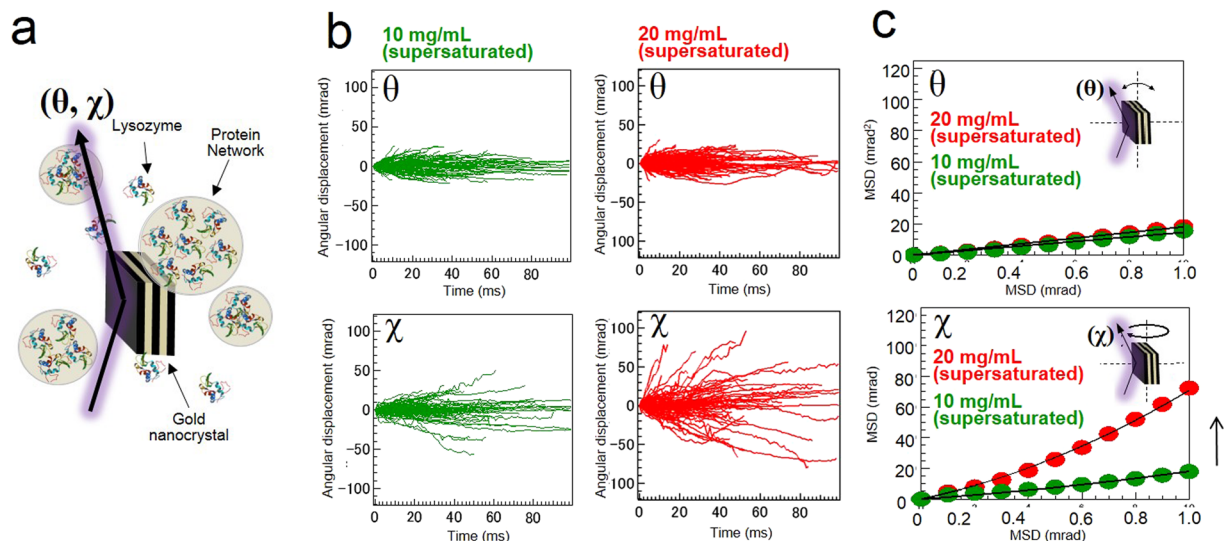 a
(θ, χ)
Lysozyme
Protein
Network
Gold
nanocrystal
b
10 mg/mL
(supersaturated)
20 mg/mL
(supersaturated)
θ
Angular displacement (mrad)
100
50
0
−50
−100
0 20 40 60 80
Time (ms)
θ
Angular displacement (mrad)
100
50
0
50
100
0 20 40 60 80
Time (ms)
χ
Angular displacement (mrad)
100
50
0
−50
−100
0 20 40 60 80
Time (ms)
χ
Angular displacement (mrad)
100
50
0
−50
100
0 20 40 60 80
Time (ms)
c
θ
(θ)
20 mg/mL
(supersaturated)
10 mg/mL
(supersaturated)
MSD (mrad²)
120
100
80
60
40
20
0
0 0.2 0.4 0.6 0.8 1.0
MSD (mrad)
χ
(χ)
20 mg/mL
(supersaturated)
10 mg/mL
(supersaturated)
MSD (mrad)
120
100
80
60
40
20
0
0.2 0.4 0.6 0.8 1.0
MSD (mrad)